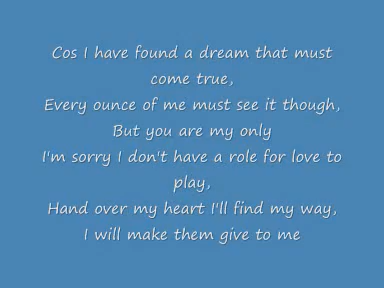 Cos I have found a dream that must
come true,
Every ounce of me must see it though,
But you are my only
I'm sorry I don't have a role for love to
play,
Hand over my heart I'll find my way,
I will make them give to me